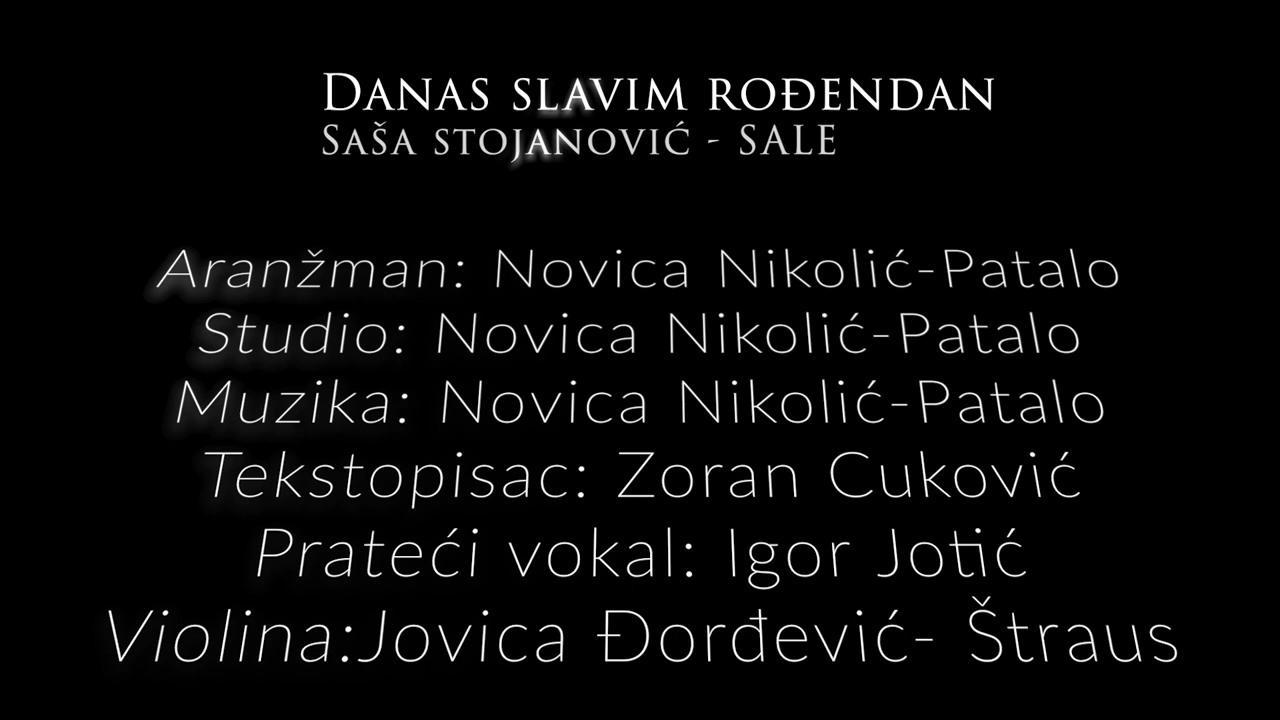 DANAS SLAVIM ROĐENDAN
SAŠA STOJANOVIĆ - SALE
Aranžman: Novica Nikolić-Patalo
Studio: Novica Nikolić-Patalo
Muzika: Novica Nikolić-Patalo
Tekstopisac: Zoran Cuković
Prateći vokal: Igor Jotić
Violina:Jovica Đorđević- Štraus